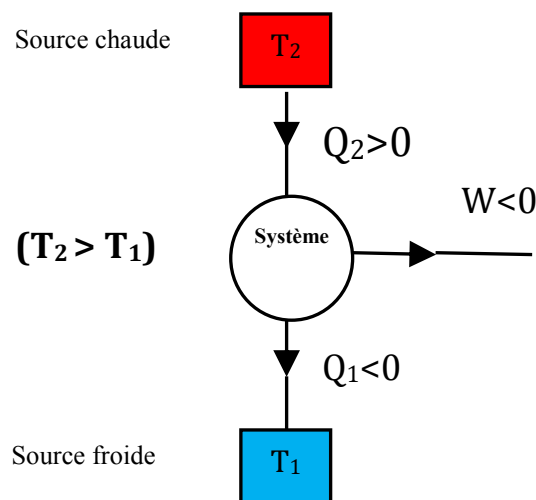 Source chaude
T₂
Q₂>0
W<0
Système
(T₂ > T₁)
Q₁<0
Source froide
T₁